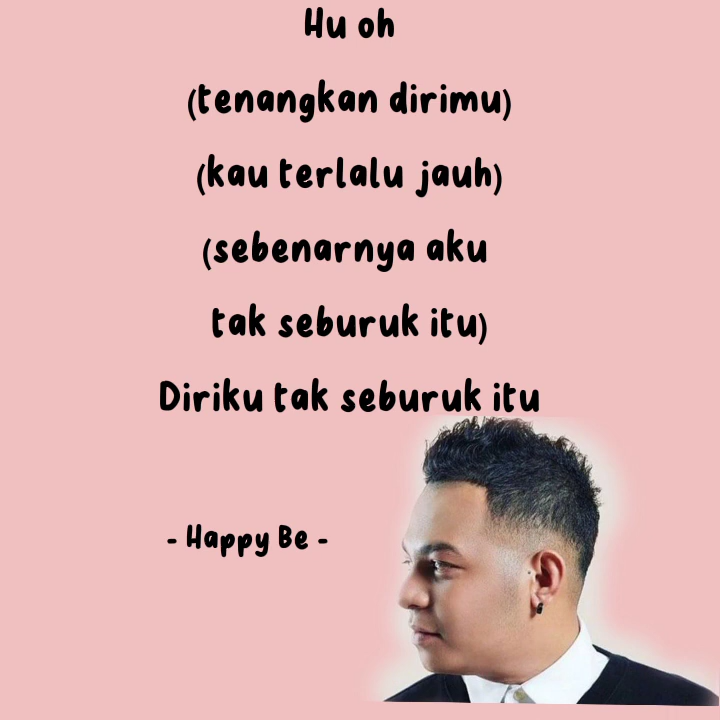 Hu oh
(tenangkan dirimu)
(kau terlalu jauh)
(sebenarnya aku
tak seburuk itu)
Diriku tak seburuk itu
- Happy Be -